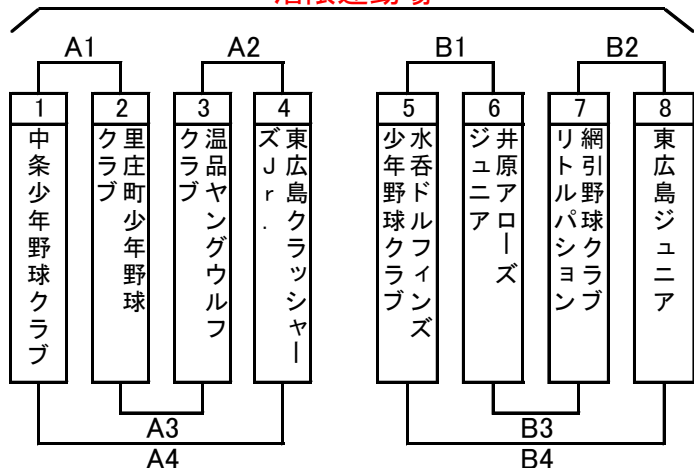 沼隈運動場
A1
A2
B1
B2
1
2
3
4
5
6
7
8
中条少年野球クラブ
里庄町少年野球
クラブ
温品ヤングウルフ
クラブ
東広島クラッシャー
ズJr.
水呑ドルフィンズ
少年野球クラブ
井原アローズ
ジュニア
網引野球クラブ
リトルパション
東広島ジュニア
A3
A4
B3
B4